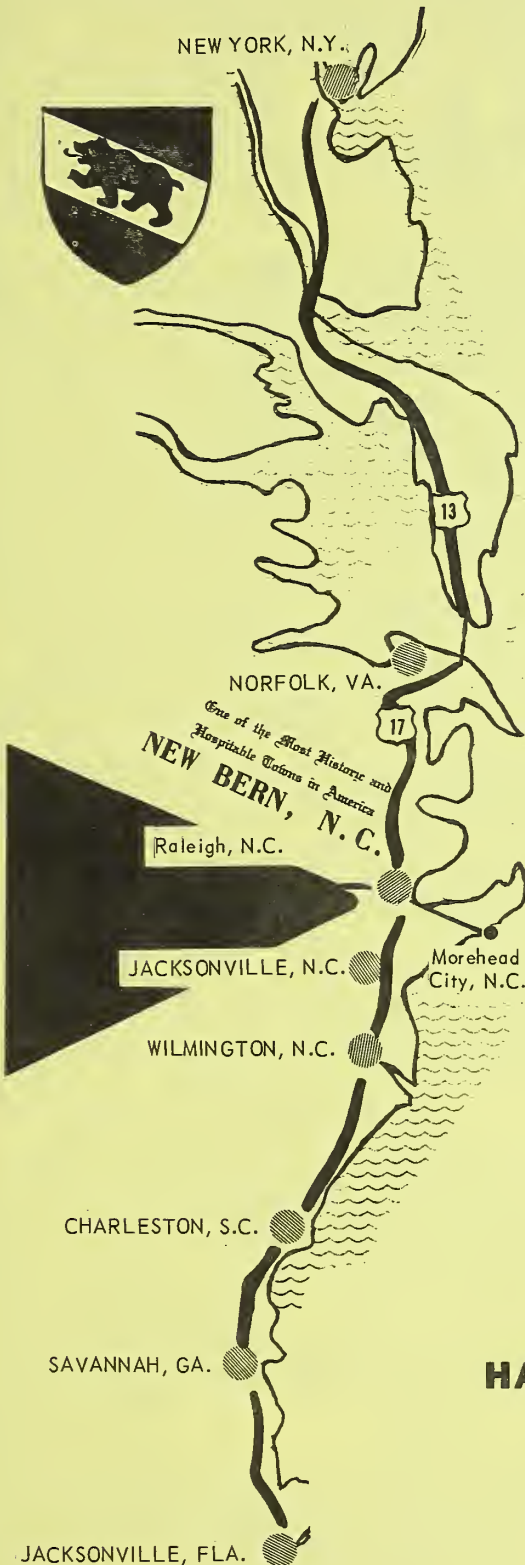 NEW YORK, N.Y.
13
NORFOLK, VA.
17
One of the Most Historic and
Hospitable Towns in America
NEW BERN, N. C.
Raleigh, N.C.
Morehead
City, N.C.
JACKSONVILLE, N.C.
WILMINGTON, N.C.
CHARLESTON, S.C.
SAVANNAH, GA.
HA
JACKSONVILLE, FLA.